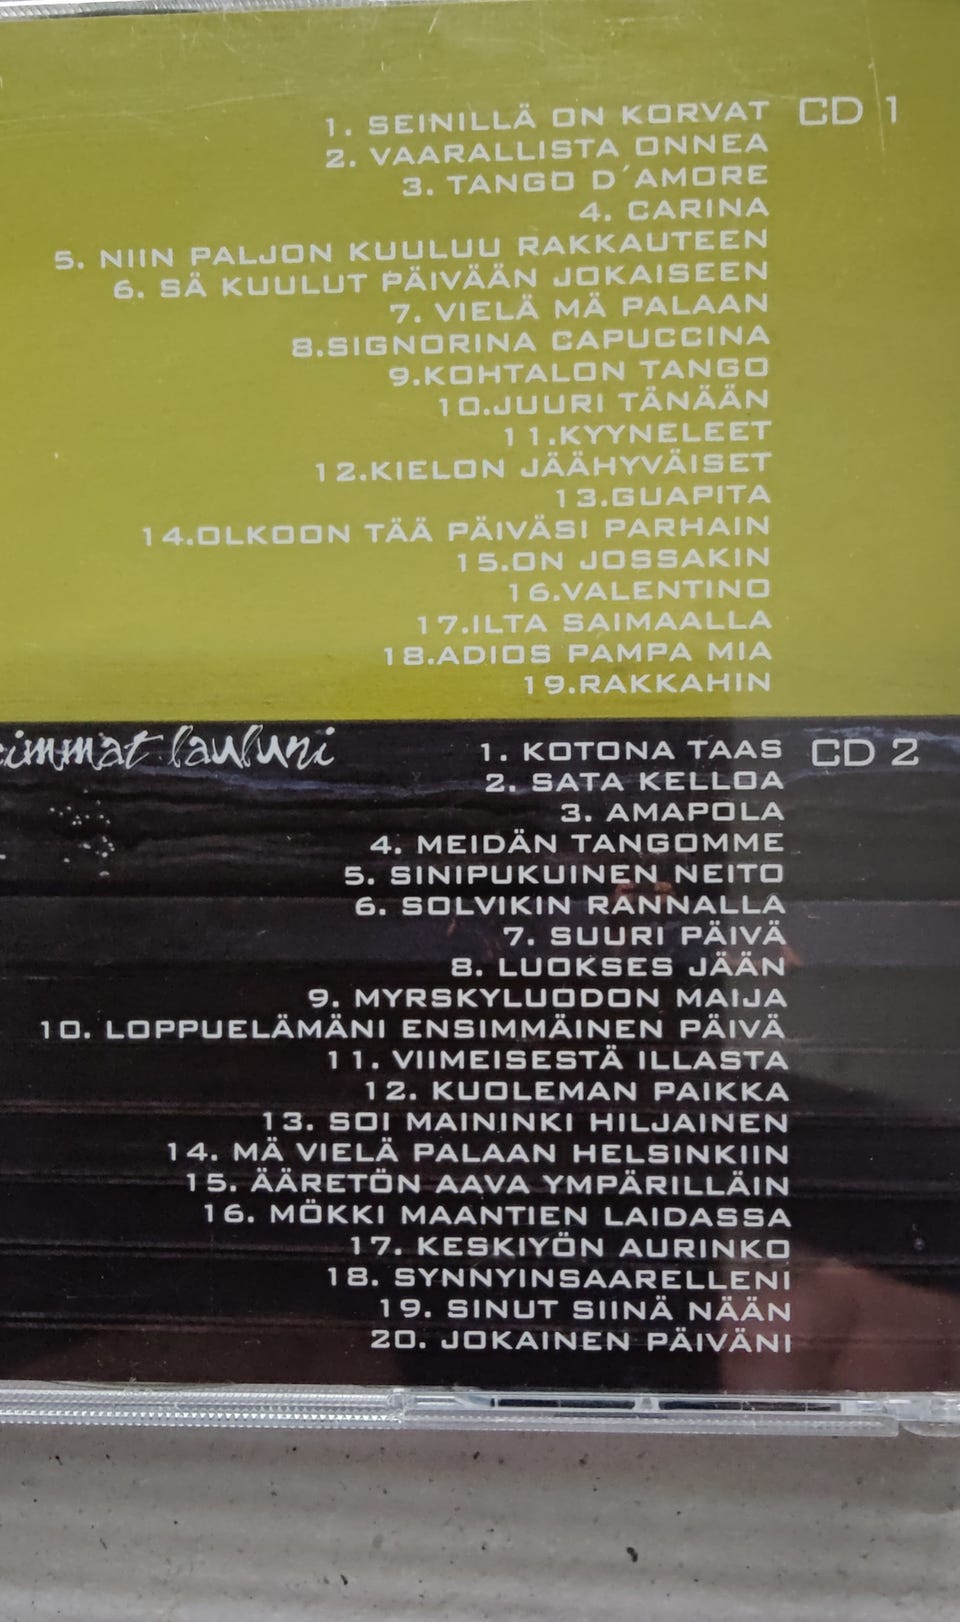 CD 1
1. SEINILLÄ ON KORVAT
2. VAARALLISTA ONNEA
3. TANGO D´AMORE
4. CARINA
5. NIIN PALJON KUULUU RAKKAUTEEN
6. SÄ KUULUT PÄIVÄÄN JOKAISEEN
7. VIELÄ MÄ PALAAN
8.SIGNORINA CAPUCCINA
9.KOHTALON TANGO
10.JUURI TÄNÄÄN
11.KYYNELEET
12.KIELON JÄÄHYVÄISET
13.GUAPITA
14.OLKOON TÄÄ PÄIVÄSI PARHAIN
15.ON JOSSAKIN
16.VALENTINO
17.ILTA SAIMAALLA
18.ADIOS PAMPA MIA
19.RAKKAHIN
lauluni
CD 2
1. KOTONA TAAS
2. SATA KELLOA
3. AMAPOLA
4. MEIDÄN TANGOMME
5. SINIPUKUINEN NEITO
6. SOLVIKIN RANNALLA
7. SUURI PÄIVÄ
8. LUOKSES JÄÄN
9. MYRSKYLUODON MAIJA
10. LOPPUELÄMÄNI ENSIMMÄINEN PÄIVÄ
11. VIIMEISESTÄ ILLASTA
12. KUOLEMAN PAIKKA
13. SOI MAININKI HILJAINEN
14. MÄ VIELÄ PALAAN HELSINKIIN
15. ÄÄRETÖN AAVA YMPÄRILLÄIN
16. MÖKKI MAANTIEN LAIDASSA
17. KESKIYÖN AURINKO
18. SYNNYINSAARELLENI
19. SINUT SIINÄ NÄÄN
20. JOKAINEN PÄIVÄNI